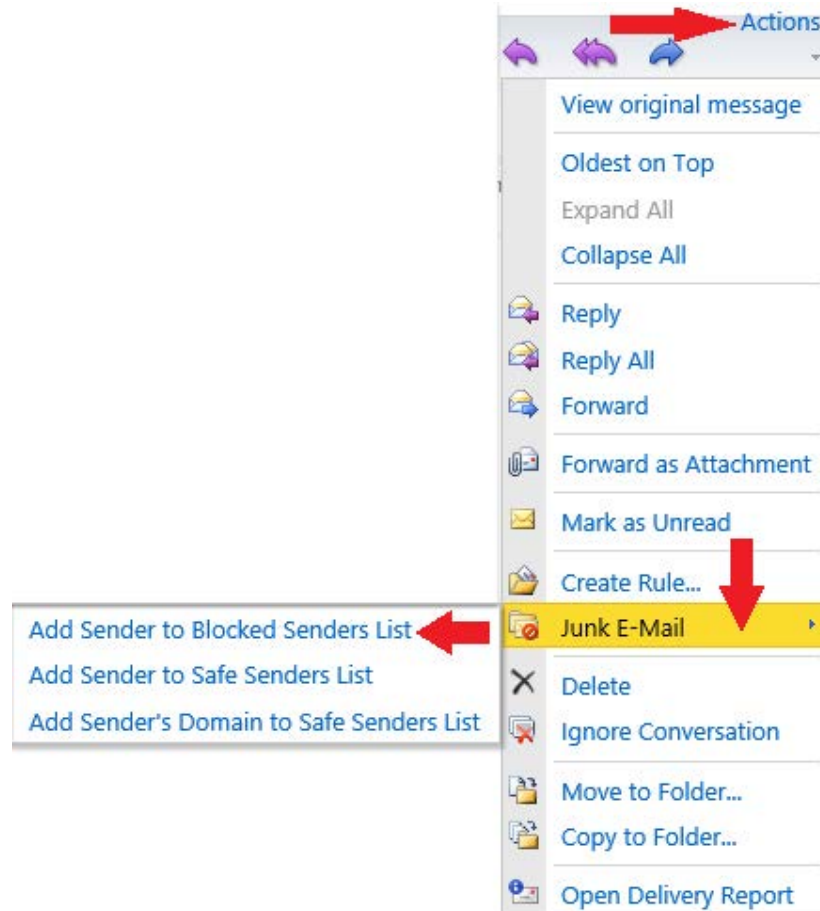 Actions
View original message
Oldest on Top
Expand All
Collapse All
Reply
Reply All
Forward
Forward as Attachment
Mark as Unread
Create Rule...
Junk E-Mail
Add Sender to Blocked Senders List
Add Sender to Safe Senders List
Add Sender's Domain to Safe Senders List
Delete
Ignore Conversation
Move to Folder...
Copy to Folder...
Open Delivery Report